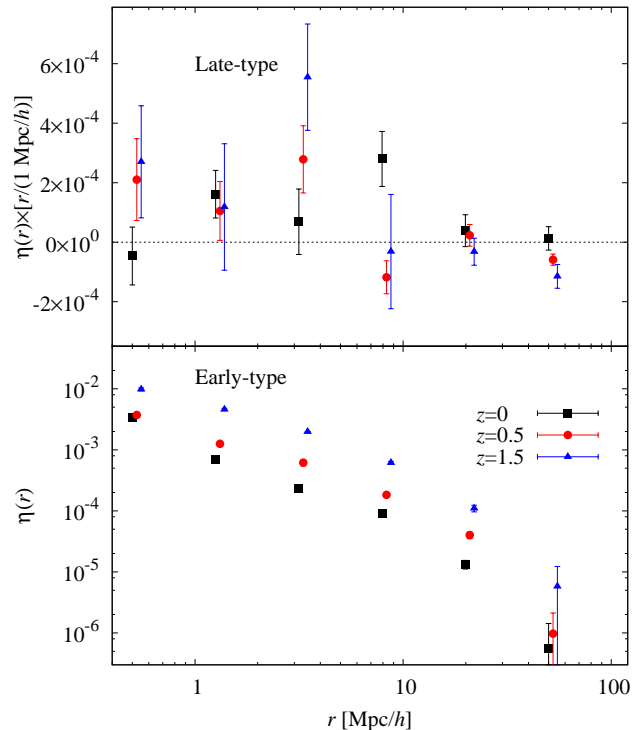 η(r)×[r/(1 Mpc/h)]
6×10⁻⁴
4×10⁻⁴
2×10⁻⁴
0×10⁰
-2×10⁻⁴
Late-type
η(r)
10⁻²
10⁻³
10⁻⁴
10⁻⁵
10⁻⁶
Early-type
z=0
z=0.5
z=1.5
1 10 100
r [Mpc/h]